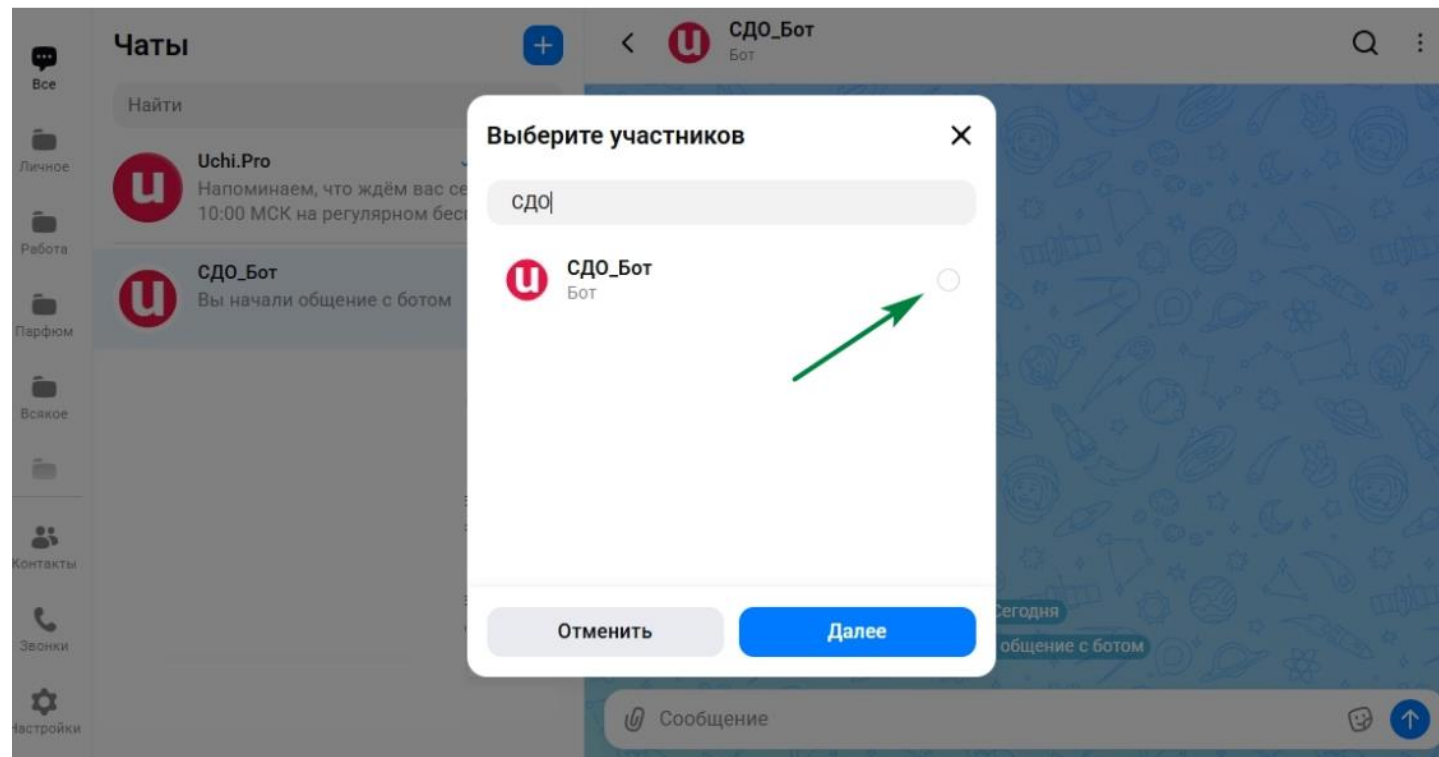 Все
Личное
Работа
Парфюм
Всякое
Контакты
Звонки
Настройки
Чаты
Найти
Uchi.Pro
Напоминаем, что ждём вас се
10:00 МСК на регулярном бесп
СДО_Бот
Вы начали общение с ботом
СДО_Бот
Бот
Выберите участников
СДО
СДО_Бот
Бот
Отменить
Далее
Сегодня
общение с ботом
Сообщение